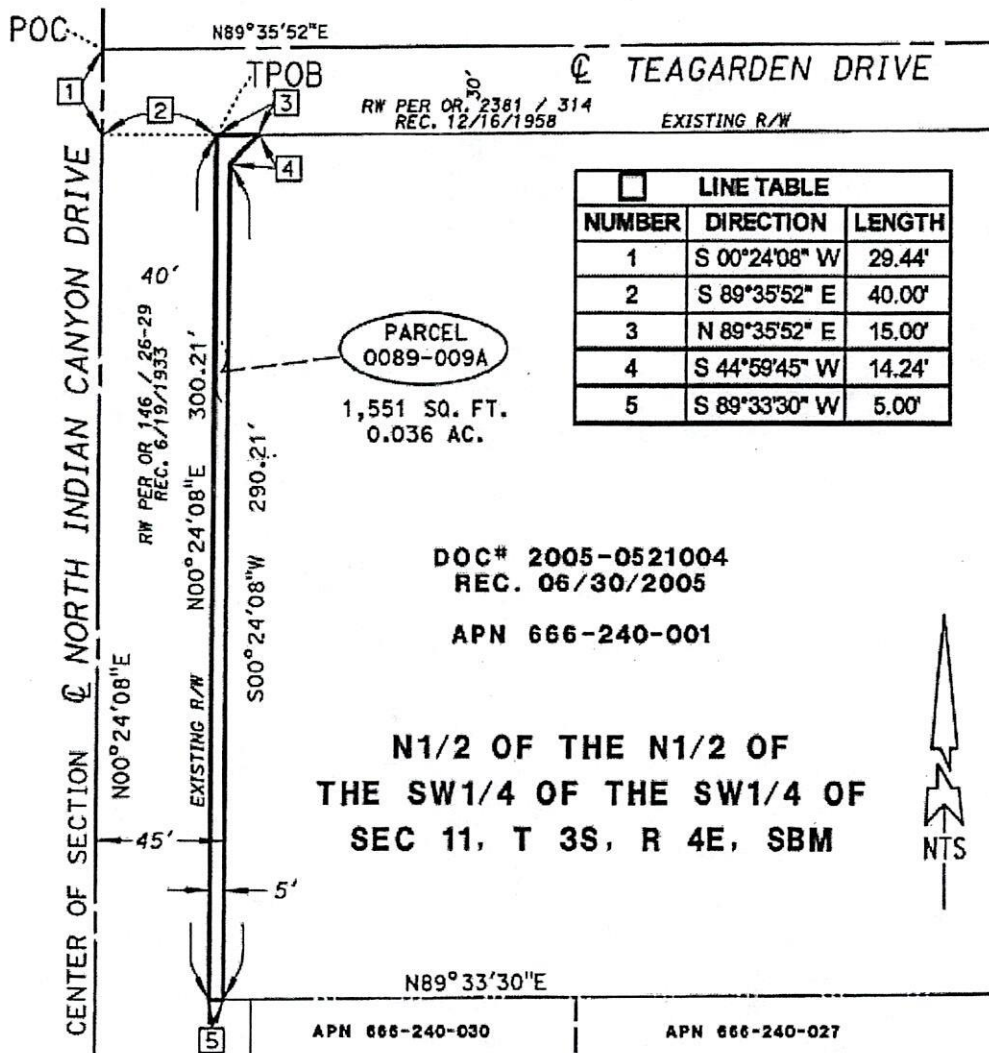 POC
N89°35'52"E
℄ TEAGARDEN DRIVE
TPOB
1
2
3
4
30'
RW PER OR. 2381 / 314
REC. 12/16/1958
EXISTING R/W
LINE TABLE
NUMBER DIRECTION LENGTH
1 S 00°24'08" W 29.44'
2 S 89°35'52" E 40.00'
3 N 89°35'52" E 15.00'
4 S 44°59'45" W 14.24'
5 S 89°33'30" W 5.00'
CENTER OF SECTION ℄ NORTH INDIAN CANYON DRIVE
N00°24'08"E
40'
RW PER OR 146 / 26-29
REC. 6/19/1933
EXISTING R/W N00°24'08"E 300.21'
S00°24'08"W 290.21'
PARCEL
0089-009A
1,551 SQ. FT.
0.036 AC.
DOC# 2005-0521004
REC. 06/30/2005
APN 666-240-001
N1/2 OF THE N1/2 OF
THE SW1/4 OF THE SW1/4 OF
SEC 11, T 3S, R 4E, SBM
NTS
45'
5'
N89°33'30"E
5
APN 666-240-030
APN 666-240-027